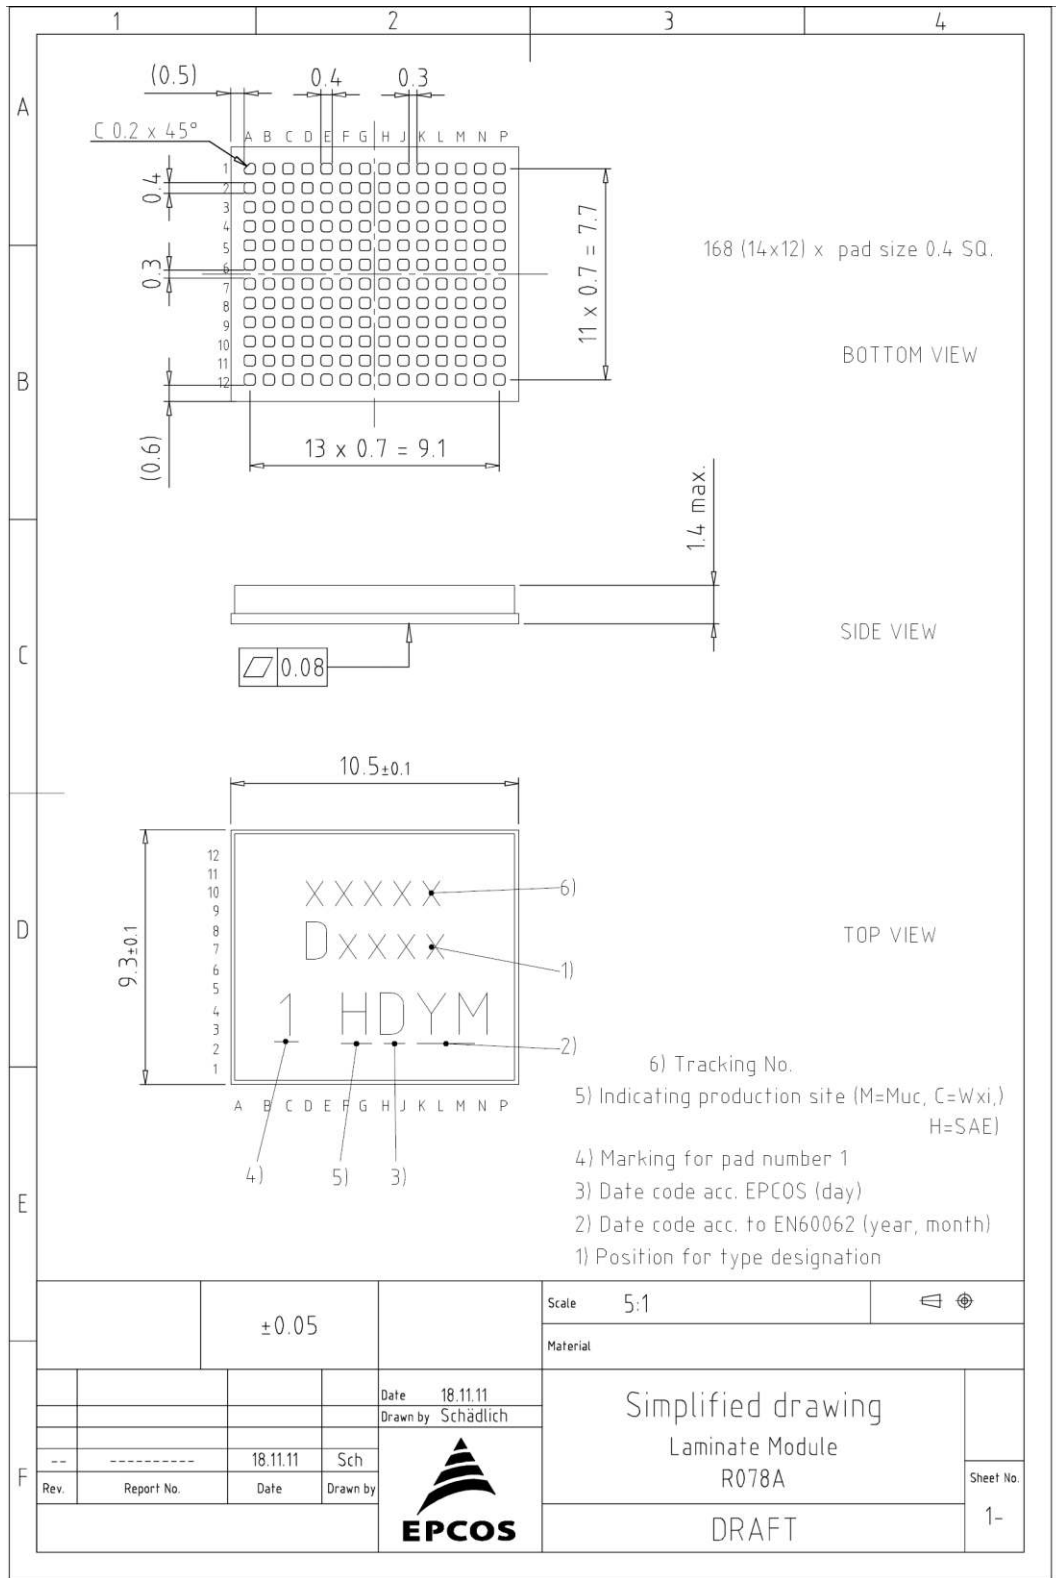 1 2 3 4
A
B
C
D
E
F
(0.5) 0.4 0.3
C 0.2 x 45°
A B C D E F G H J K L M N P
1
2
3
4
5
6
7
8
9
10
11
12
0.4
0.3
(0.6)
13 x 0.7 = 9.1
11 x 0.7 = 7.7
168 (14x12) x pad size 0.4 SQ.
BOTTOM VIEW
1.4 max.
SIDE VIEW
0.08
10.5±0.1
9.3±0.1
12
11
10
9
8
7
6
5
4
3
2
1
XXXXX
DXXXX
1 HDYM
6)
1)
2)
A B C D E F G H J K L M N P
4) 5) 3)
TOP VIEW
6) Tracking No.
5) Indicating production site (M=Muc, C=Wxi,)
H=SAE)
4) Marking for pad number 1
3) Date code acc. EPCOS (day)
2) Date code acc. to EN60062 (year, month)
1) Position for type designation
±0.05
Scale 5:1
Material
Date 18.11.11
Drawn by Schädlich
-- ---------- 18.11.11 Sch
Rev. Report No. Date Drawn by
EPCOS
Simplified drawing
Laminate Module
R078A
DRAFT
Sheet No.
1-